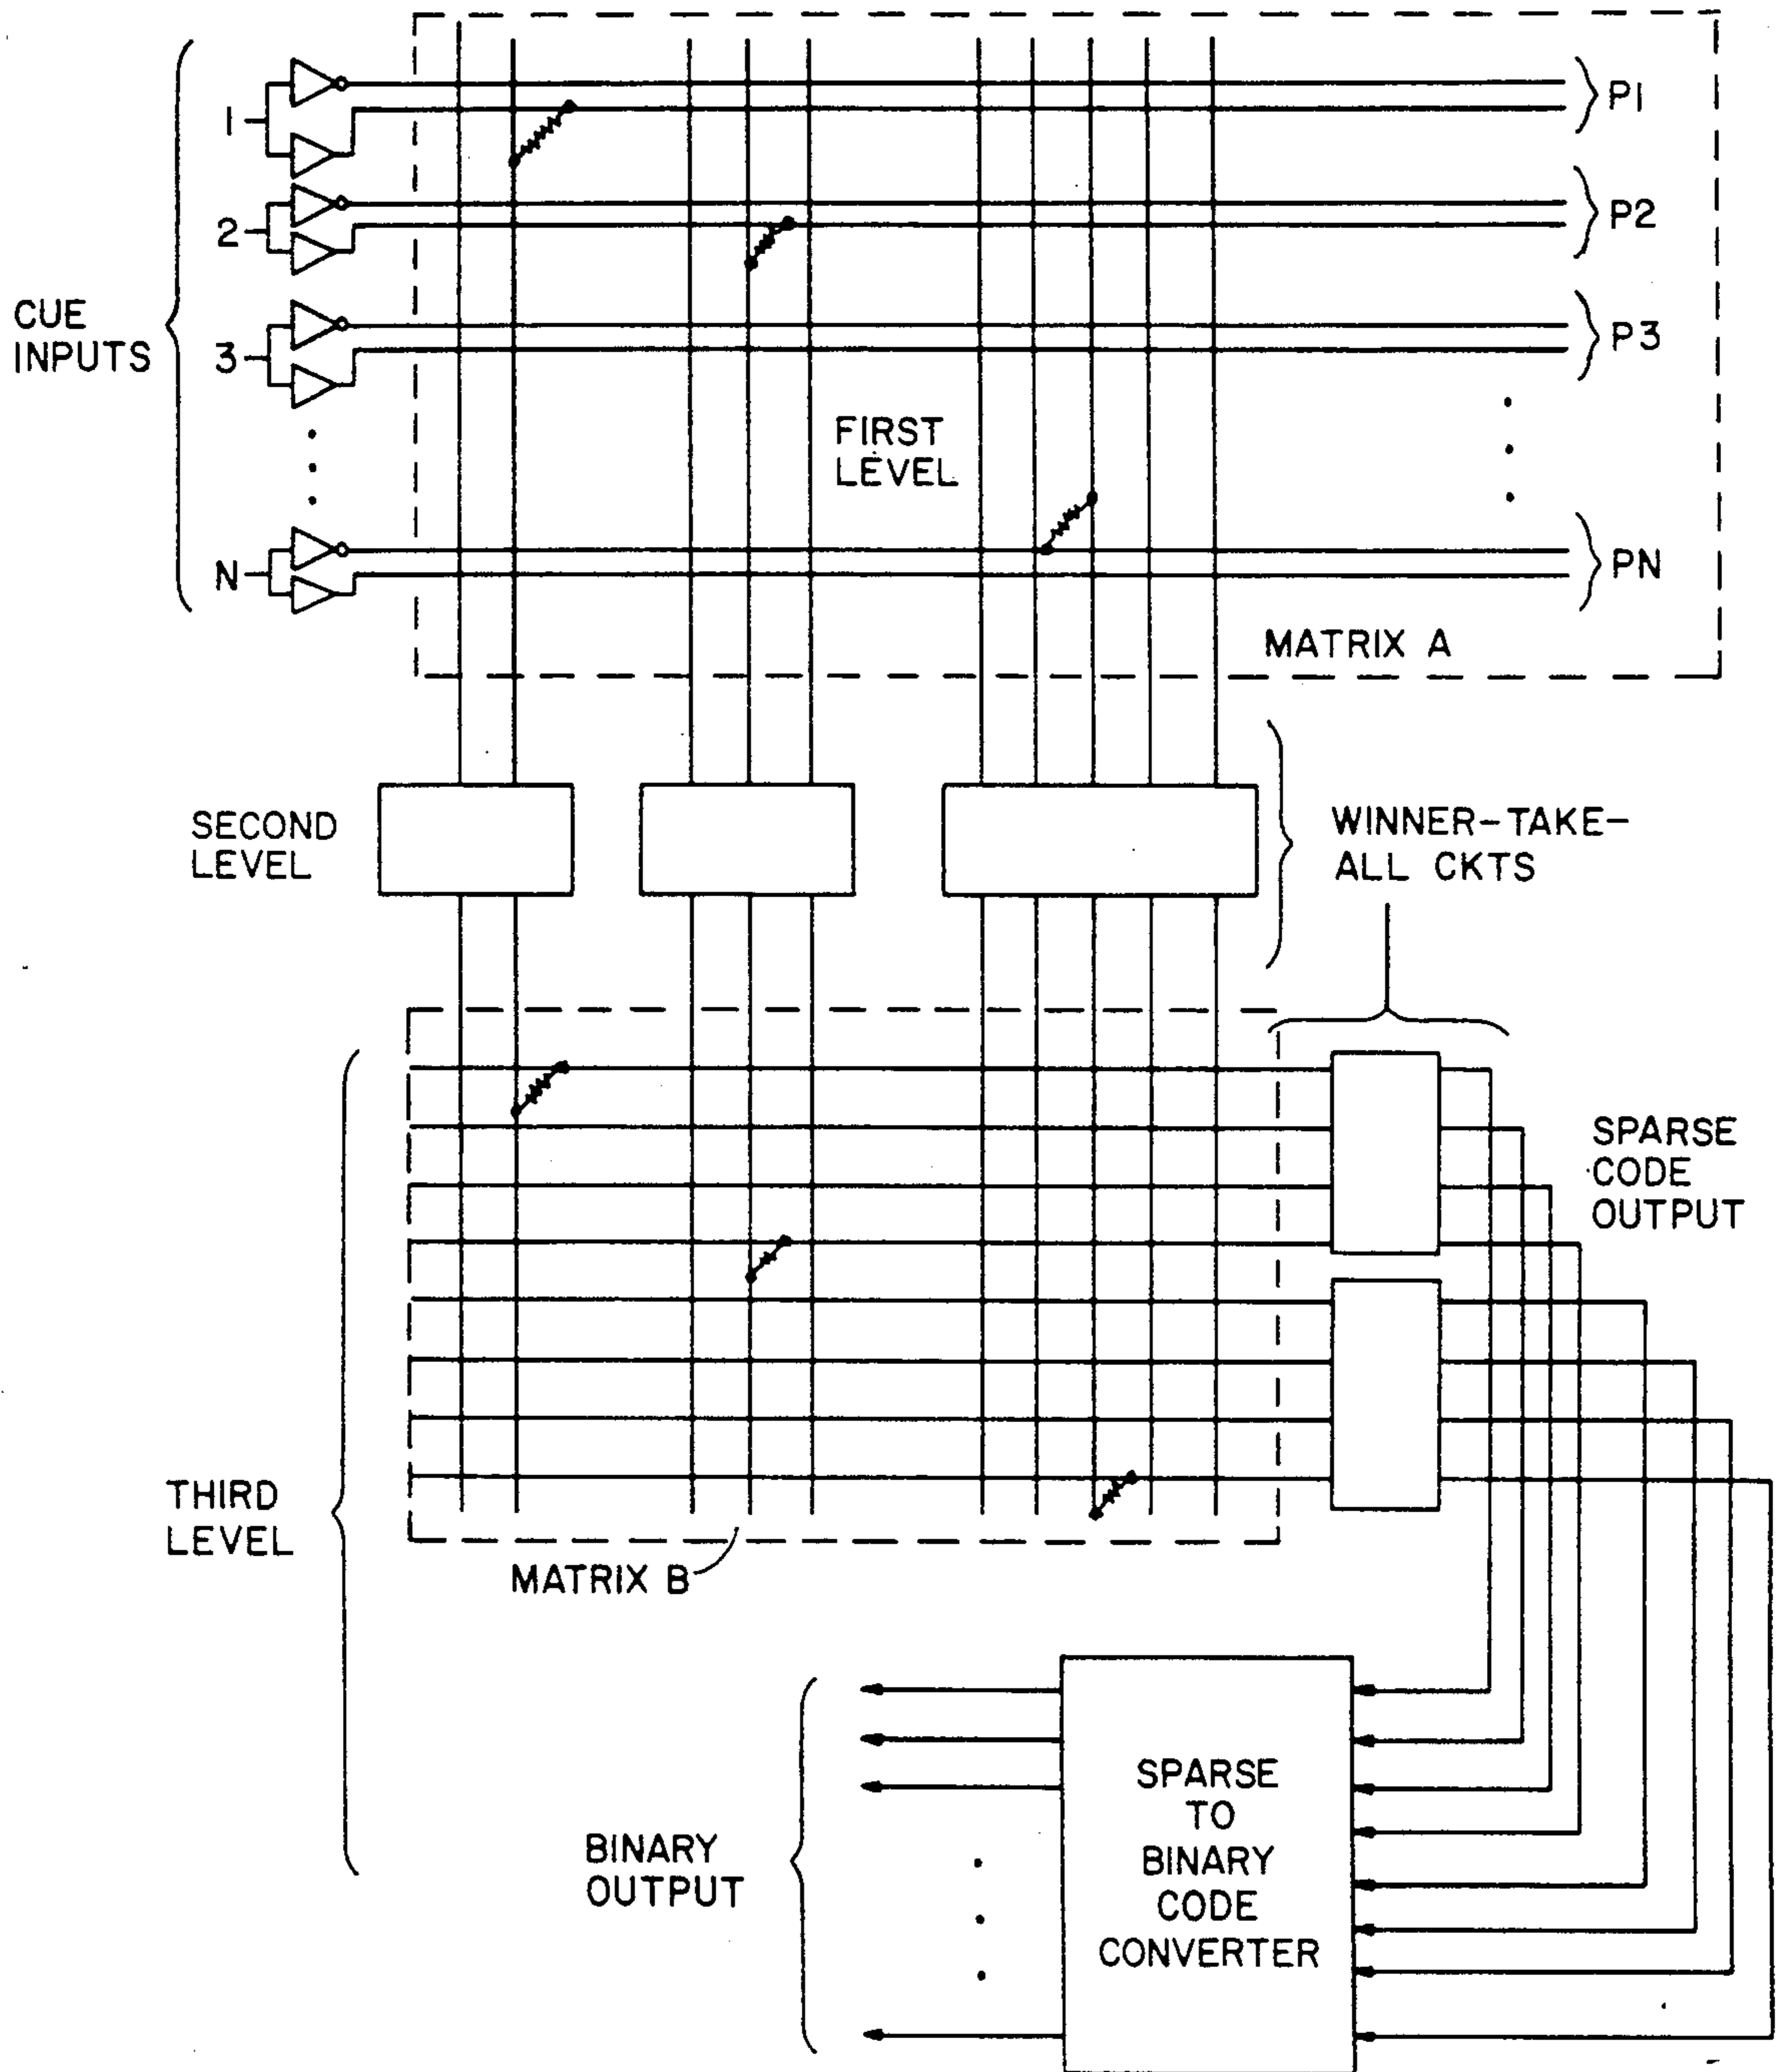 1
P1
2
P2
CUE
INPUTS
3
P3
FIRST
LEVEL
N
PN
MATRIX A
SECOND
LEVEL
WINNER-TAKE-
ALL CKTS
SPARSE
CODE
OUTPUT
THIRD
LEVEL
MATRIX B
BINARY
OUTPUT
SPARSE
TO
BINARY
CODE
CONVERTER